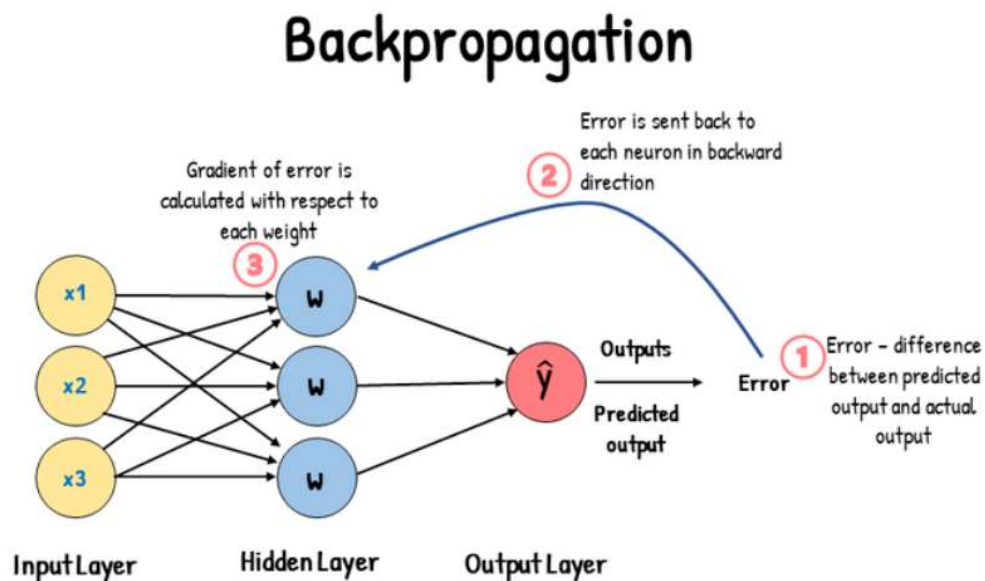 Backpropagation
Error is sent back to
each neuron in backward
direction
2
Gradient of error is
calculated with respect to
each weight
3
x1
x2
x3
w
w
w
ŷ
Outputs
Predicted
output
Error
1
Error - difference
between predicted
output and actual
output
Input Layer
Hidden Layer
Output Layer